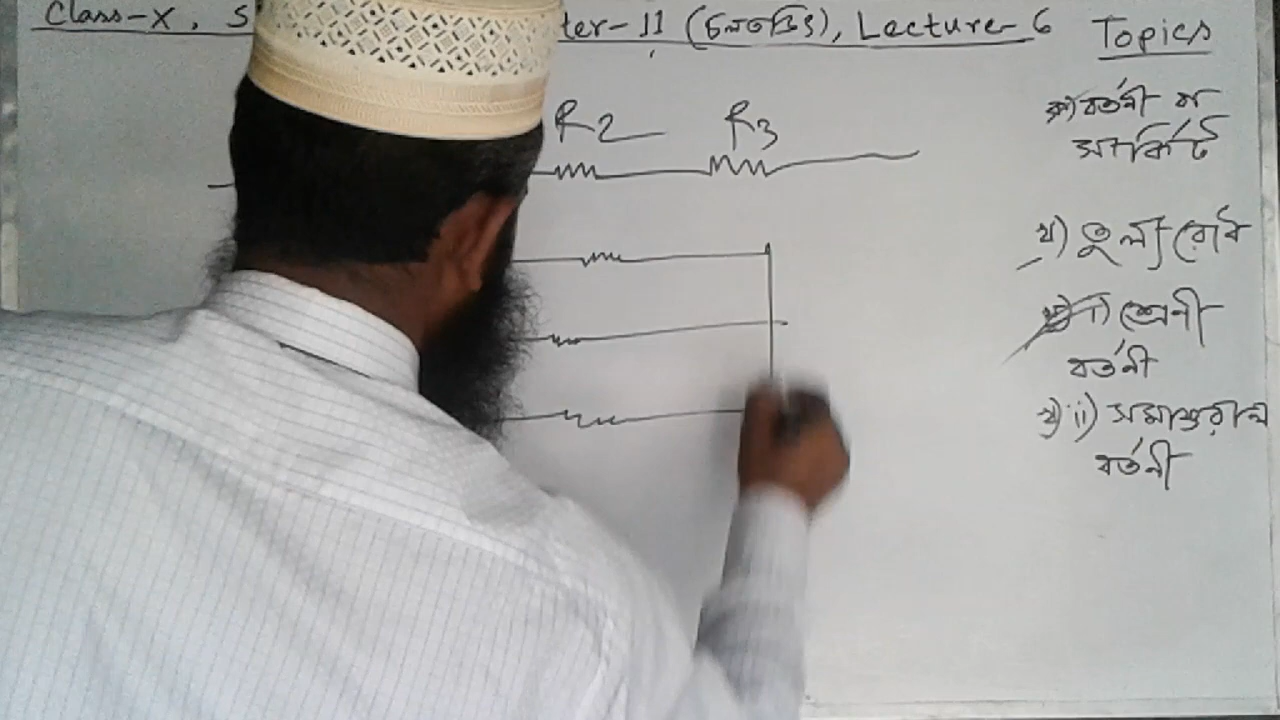 Class-X, S ter-11 (চলতড়িৎ), Lecture-6
Topics
R2 R3
ক) বর্তনী বা
সার্কিট
খ) তুল্য রোধ
i) শ্রেনী
বর্তনী
খ) ii) সমান্তরাল
বর্তনী